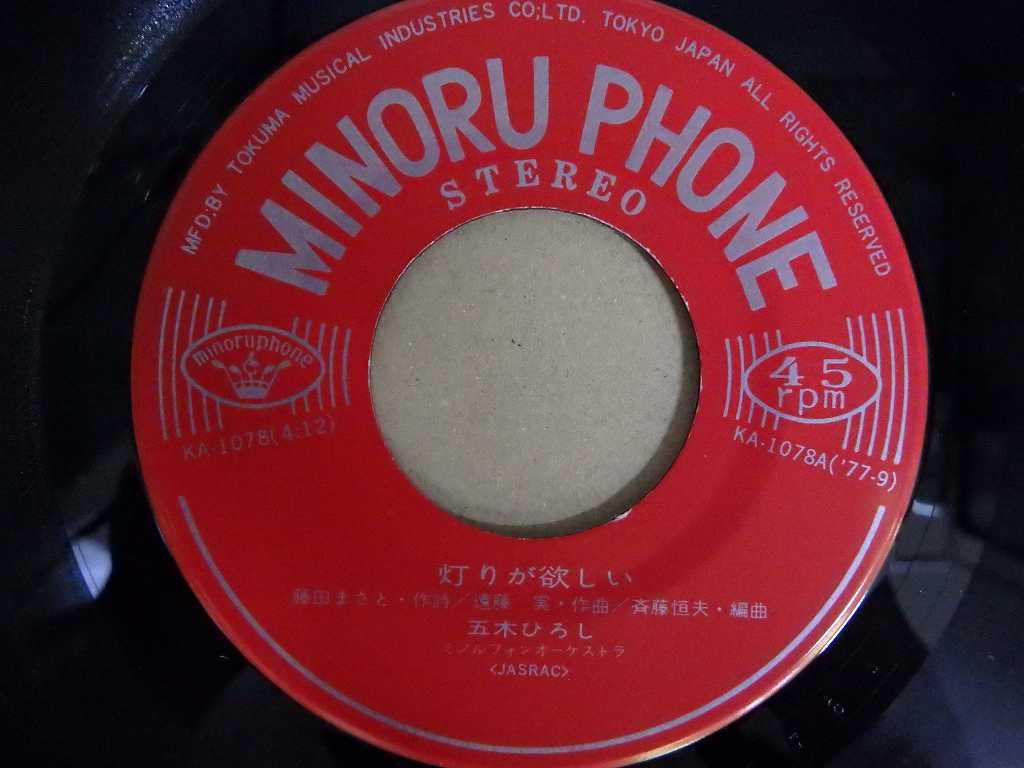 MFD.BY TOKUMA MUSICAL INDUSTRIES CO;LTD. TOKYO JAPAN ALL RIGHTS RESERVED
MINORU PHONE
STEREO
minoruphone
KA-1078(4:12)
45
rpm
KA-1078A('77-9)
灯りが欲しい
藤田まさと・作詩/遠藤 実・作曲/斉藤恒夫・編曲
五木ひろし
ミノルフォンオーケストラ
<JASRAC>